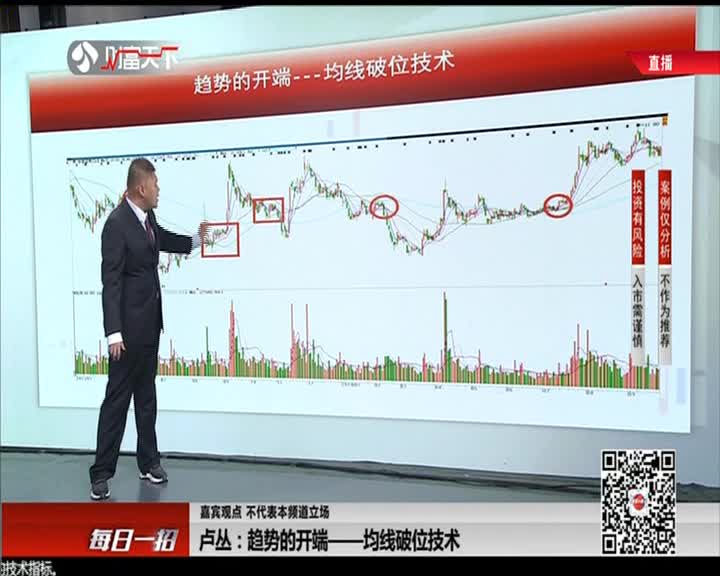 财富天下
趋势的开端---均线破位技术
直播
投资有风险 入市需谨慎
案例仅分析 不作为推荐
嘉宾观点 不代表本频道立场
每日一招
卢丛：趋势的开端——均线破位技术
技术指标。